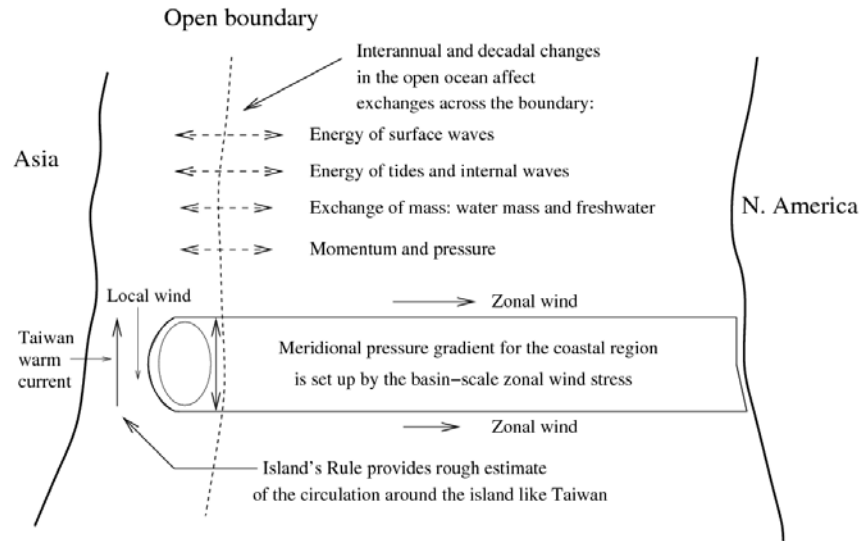 Open boundary
Interannual and decadal changes
in the open ocean affect
exchanges across the boundary:
Energy of surface waves
Asia
Energy of tides and internal waves
Exchange of mass: water mass and freshwater
N. America
Momentum and pressure
Local wind
Zonal wind
Taiwan
warm
current
Meridional pressure gradient for the coastal region
is set up by the basin−scale zonal wind stress
Zonal wind
Island's Rule provides rough estimate
of the circulation around the island like Taiwan